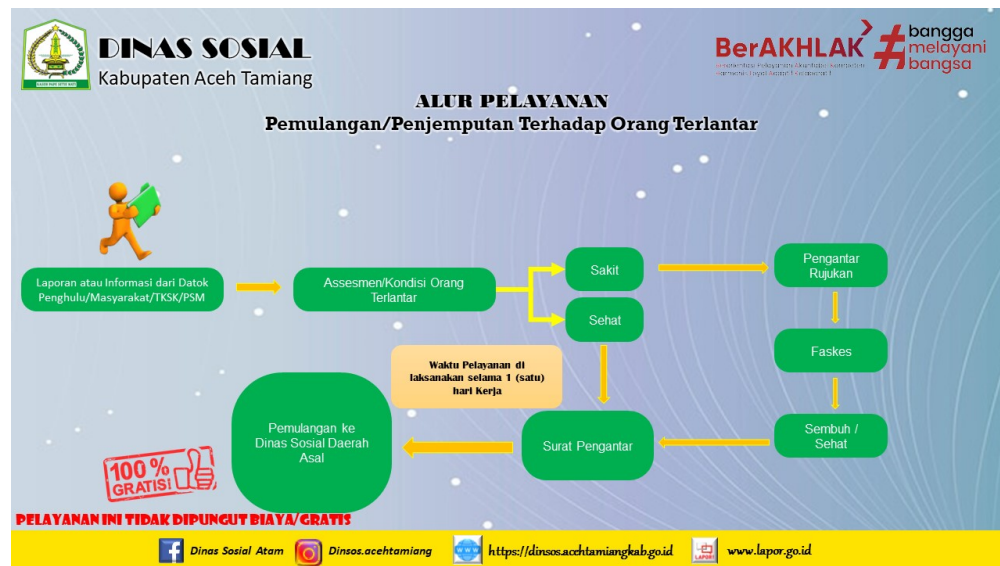 DINAS SOSIAL
Kabupaten Aceh Tamiang
BerAKHLAK
#bangga
melayani
bangsa
ALUR PELAYANAN
Pemulangan/Penjemputan Terhadap Orang Terlantar
Laporan atau Informasi dari Datok
Penghulu/Masyarakat/TKSK/PSM
Assesmen/Kondisi Orang
Terlantar
Sakit
Sehat
Pengantar
Rujukan
Faskes
Sembuh /
Sehat
Waktu Pelayanan di
laksanakan selama 1 (satu)
hari Kerja
Surat Pengantar
Pemulangan ke
Dinas Sosial Daerah
Asal
100 %
GRATIS!
PELAYANAN INI TIDAK DIPUNGUT BIAYA/GRATIS
Dinas Sosial Atam
Dinsos.acehtamiang
https://dinsos.acehtamiangkab.go.id
LAPOR!
www.lapor.go.id